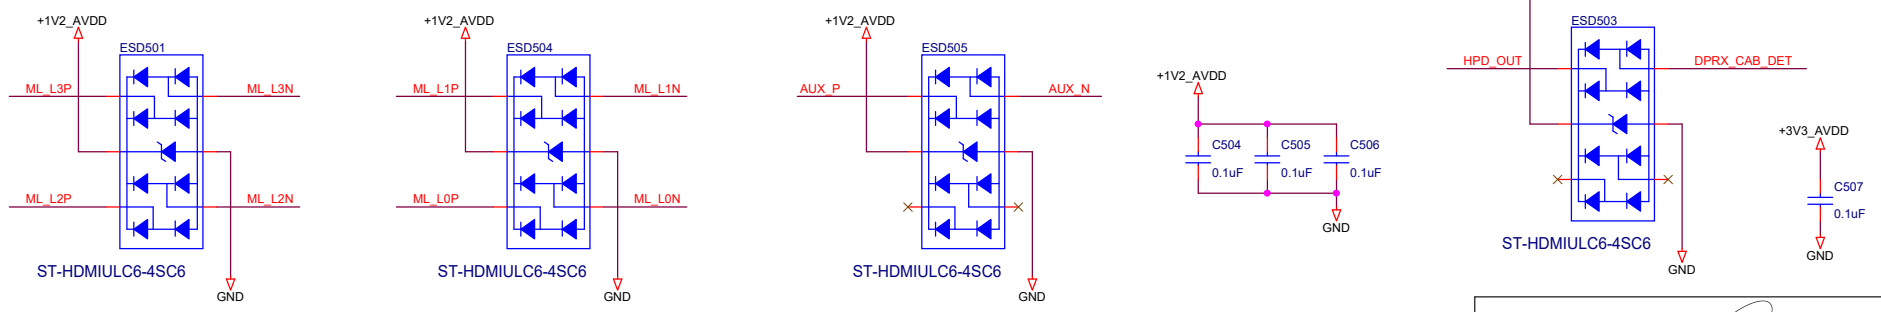 +1V2_AVDD
ESD501
ML_L3P
ML_L3N
ML_L2P
ML_L2N
ST-HDMIULC6-4SC6
GND
+1V2_AVDD
ESD504
ML_L1P
ML_L1N
ML_L0P
ML_L0N
ST-HDMIULC6-4SC6
GND
+1V2_AVDD
ESD505
AUX_P
AUX_N
ST-HDMIULC6-4SC6
GND
+1V2_AVDD
C504
0.1uF
C505
0.1uF
C506
0.1uF
GND
ESD503
HPD_OUT
DPRX_CAB_DET
ST-HDMIULC6-4SC6
GND
+3V3_AVDD
C507
0.1uF
GND